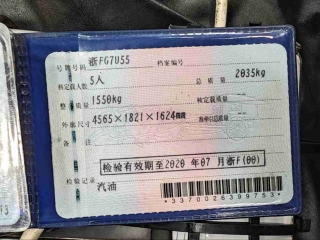 号牌号码 浙FG7U55 档案编号
核定载人数 5人 总质量 2035kg
整备质量 1550kg 核定载质量
外廓尺寸 4565×1821×1624mm 准牵引总质量
备注
检验有效期至2020年07月浙F(00)
检验记录 汽油
*3370026399753*